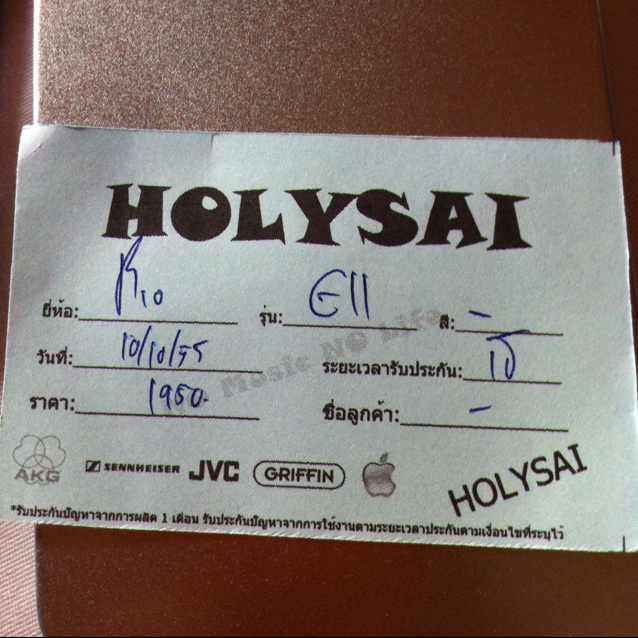 HOLYSAI
ยี่ห้อ: Rio รุ่น: E11 สี: -
วันที่: 10/10/55 ระยะเวลารับประกัน: 1ปี
ราคา: 1950.- ชื่อลูกค้า: -
Music NO Life
AKG SENNHEISER JVC GRIFFIN HOLYSAI
*รับประกันปัญหาจากการผลิต 1 เดือน รับประกันปัญหาจากการใช้งานตามระยะเวลาประกันตามเงื่อนไขที่ระบุไว้